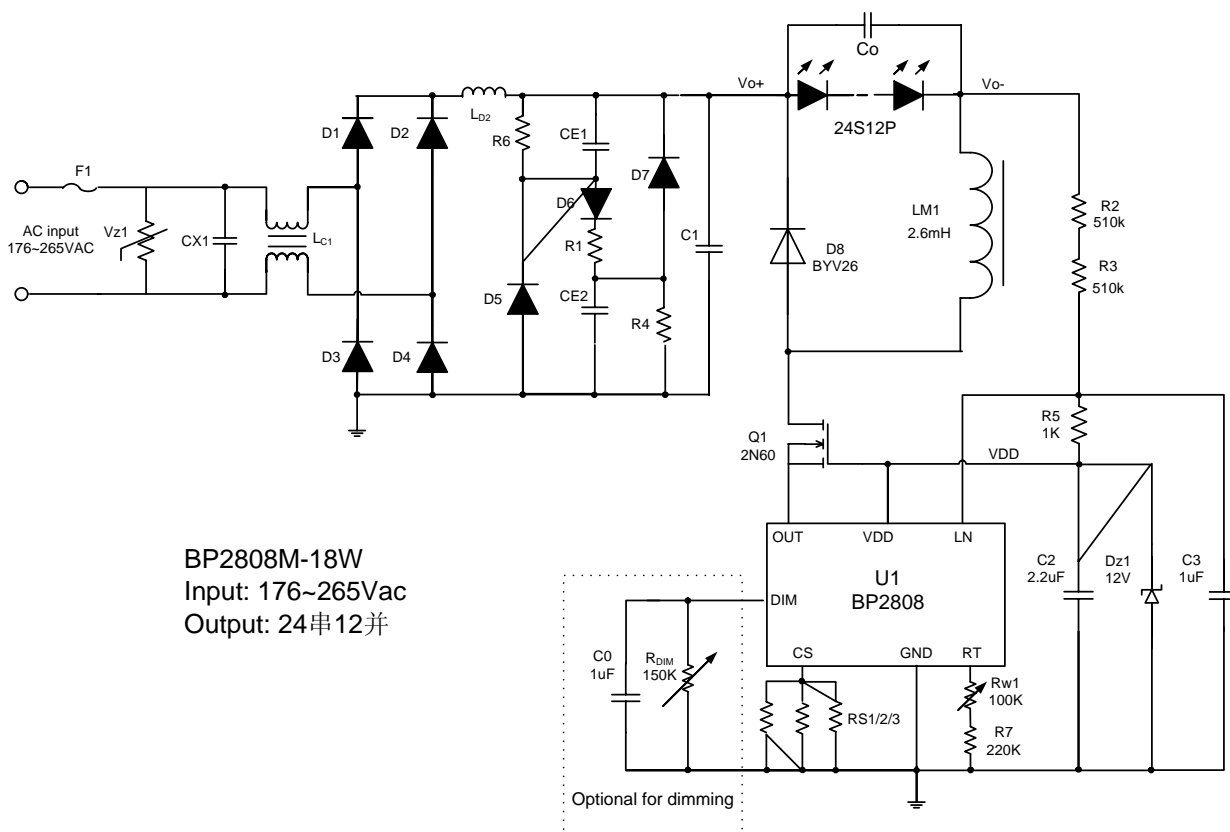 Co
Vo+
Vo-
24S12P
D1
D2
L_D2
R6
CE1
D7
F1
AC input
176~265VAC
Vz1
CX1
L_C1
D6
R1
C1
D5
CE2
R4
D3
D4
D8
BYV26
LM1
2.6mH
R2
510k
R3
510k
Q1
2N60
R5
1K
VDD
OUT
VDD
LN
U1
BP2808
DIM
CS
GND
RT
C2
2.2uF
Dz1
12V
C3
1uF
BP2808M-18W
Input: 176~265Vac
Output: 24串12并
C0
1uF
R_DIM
150K
RS1/2/3
Rw1
100K
R7
220K
Optional for dimming